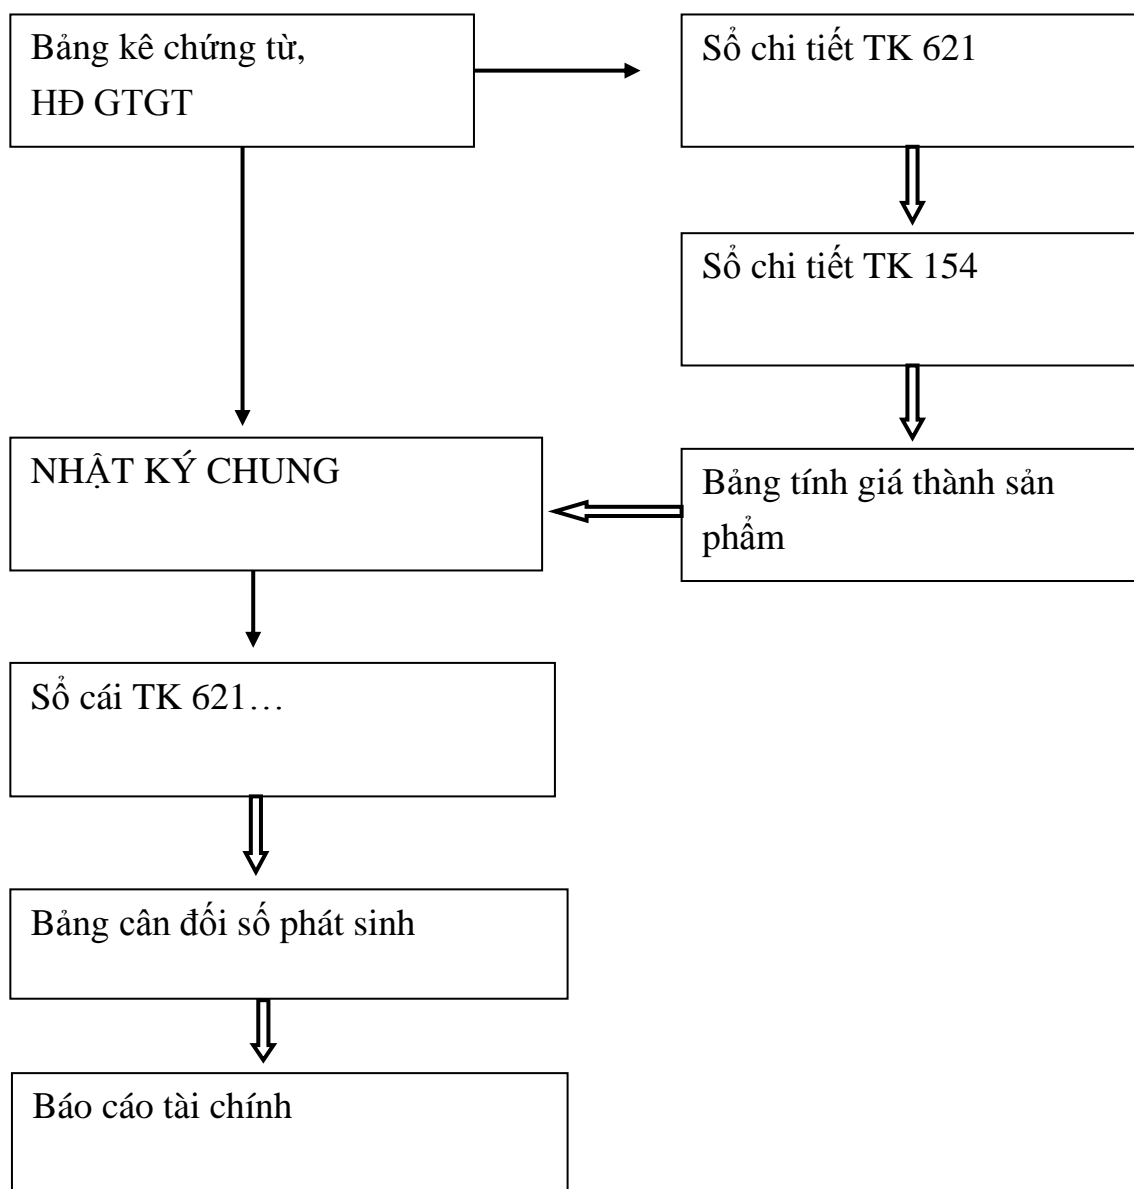 Bảng kê chứng từ,
HĐ GTGT
Sổ chi tiết TK 621
Sổ chi tiết TK 154
NHẬT KÝ CHUNG
Bảng tính giá thành sản
phẩm
Sổ cái TK 621…
Bảng cân đối số phát sinh
Báo cáo tài chính